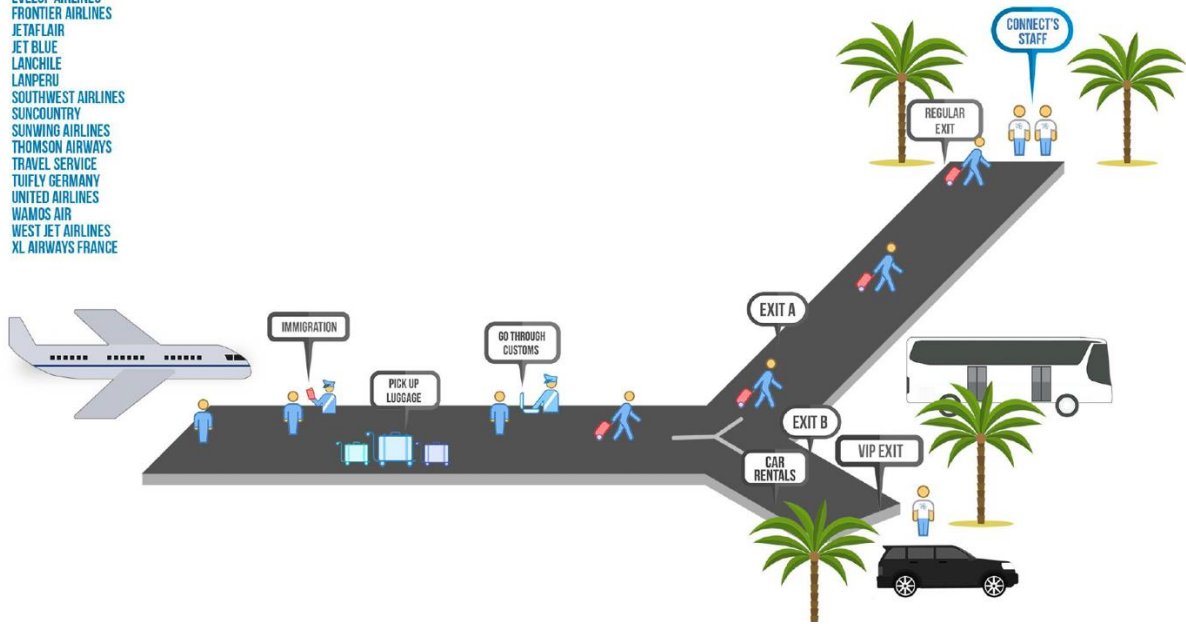 FRONTIER AIRLINES
JETAFLAIR
JET BLUE
LANCHILE
LANPERU
SOUTHWEST AIRLINES
SUNCOUNTRY
SUNWING AIRLINES
THOMSON AIRWAYS
TRAVEL SERVICE
TUIFLY GERMANY
UNITED AIRLINES
WAMOS AIR
WEST JET AIRLINES
XL AIRWAYS FRANCE
IMMIGRATION
PICK UP
LUGGAGE
GO THROUGH
CUSTOMS
EXIT A
EXIT B
CAR
RENTALS
VIP EXIT
REGULAR
EXIT
CONNECT'S
STAFF